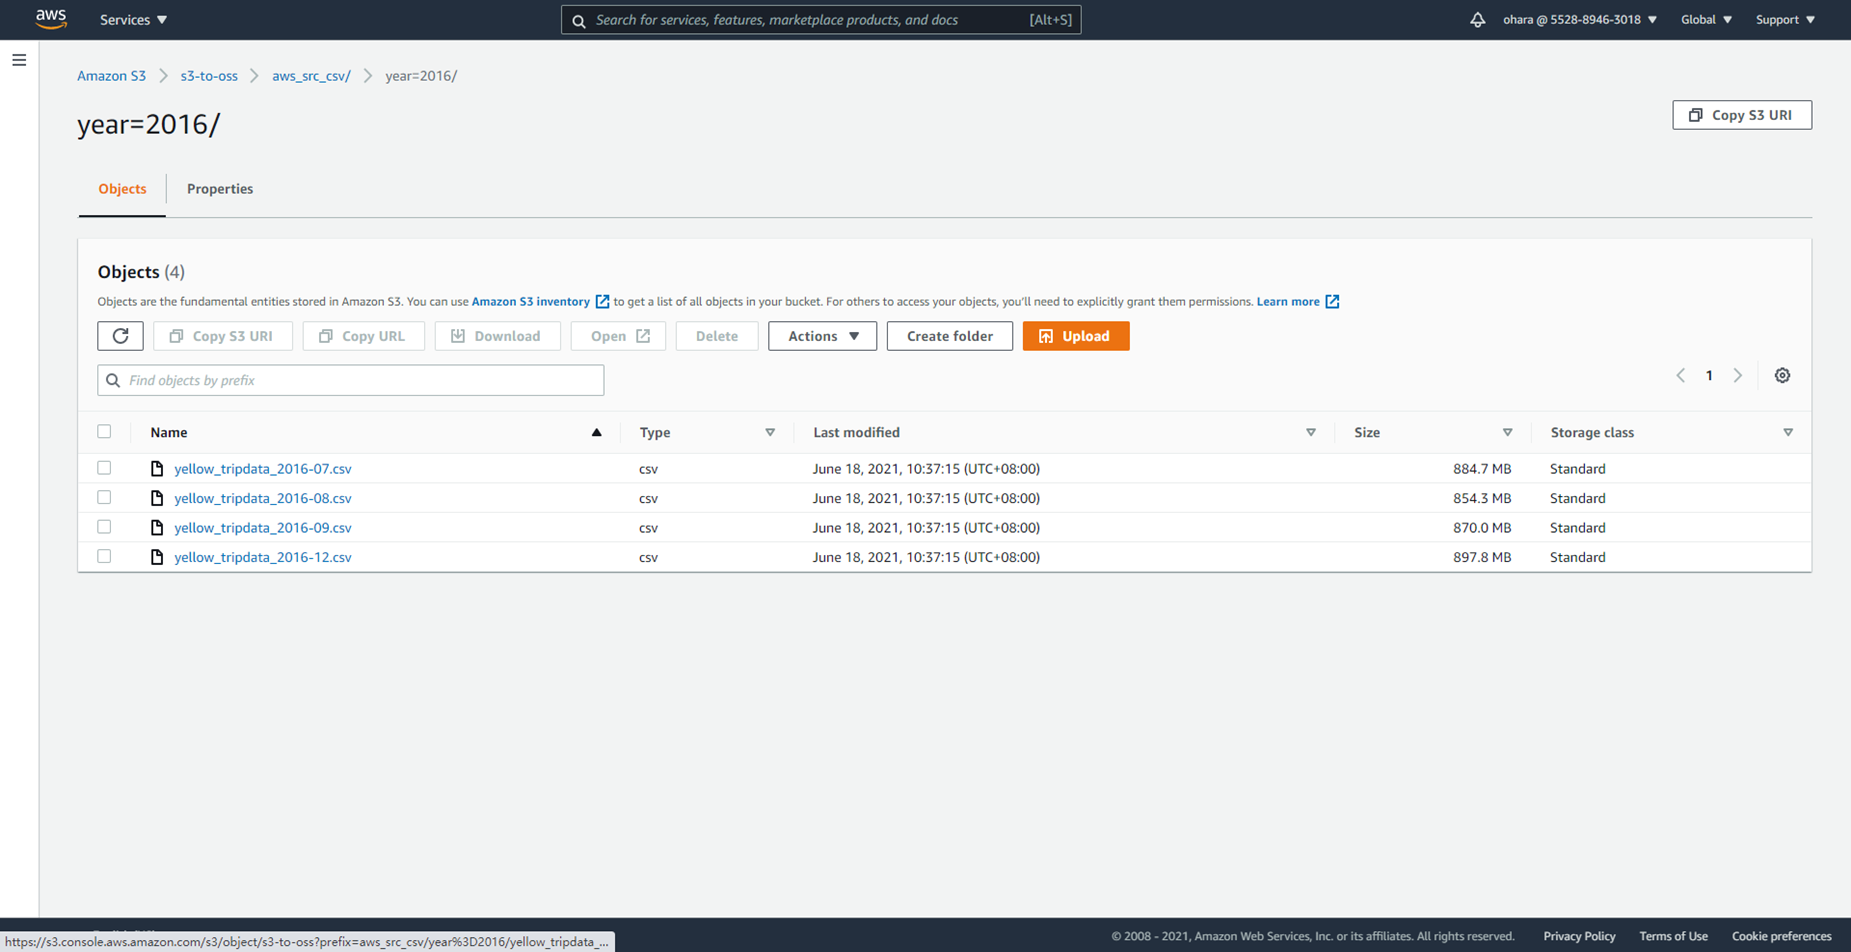 aws Services ▼ Search for services, features, marketplace products, and docs [Alt+S] ohara @ 5528-8946-3018 ▼ Global ▼ Support ▼
Amazon S3 > s3-to-oss > aws_src_csv/ > year=2016/
year=2016/
Copy S3 URI
Objects Properties
Objects (4)
Objects are the fundamental entities stored in Amazon S3. You can use Amazon S3 inventory to get a list of all objects in your bucket. For others to access your objects, you'll need to explicitly grant them permissions. Learn more
Copy S3 URI Copy URL Download Open Delete Actions ▼ Create folder Upload
Find objects by prefix
< 1 >
Name Type Last modified Size Storage class
yellow_tripdata_2016-07.csv csv June 18, 2021, 10:37:15 (UTC+08:00) 884.7 MB Standard
yellow_tripdata_2016-08.csv csv June 18, 2021, 10:37:15 (UTC+08:00) 854.3 MB Standard
yellow_tripdata_2016-09.csv csv June 18, 2021, 10:37:15 (UTC+08:00) 870.0 MB Standard
yellow_tripdata_2016-12.csv csv June 18, 2021, 10:37:15 (UTC+08:00) 897.8 MB Standard
https://s3.console.aws.amazon.com/s3/object/s3-to-oss?prefix=aws_src_csv/year%3D2016/yellow_tripdata_...
© 2008 - 2021, Amazon Web Services, Inc. or its affiliates. All rights reserved. Privacy Policy Terms of Use Cookie preferences